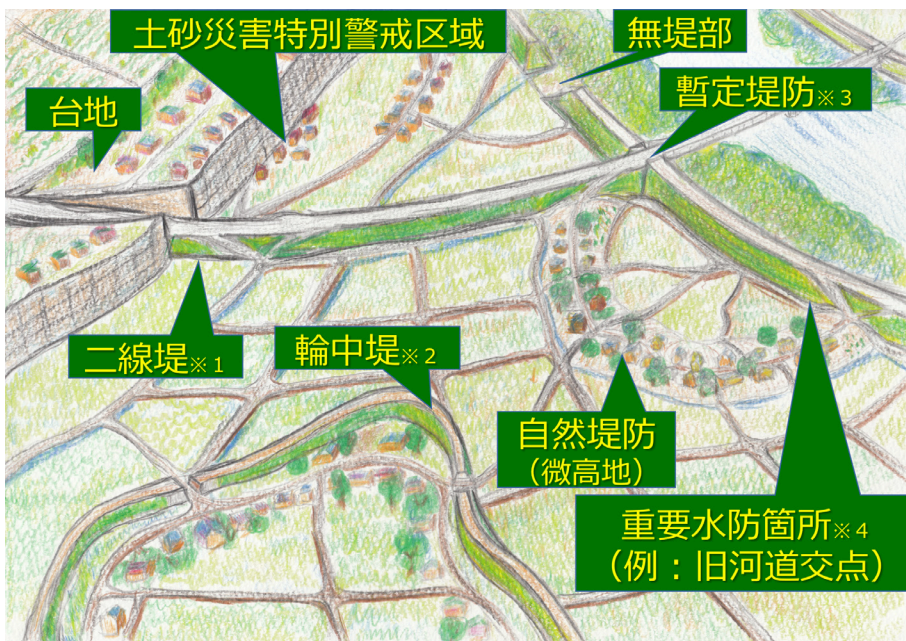 土砂災害特別警戒区域
無堤部
台地
暫定堤防※3
二線堤※1
輪中堤※2
自然堤防
（微高地）
重要水防箇所※4
（例：旧河道交点）